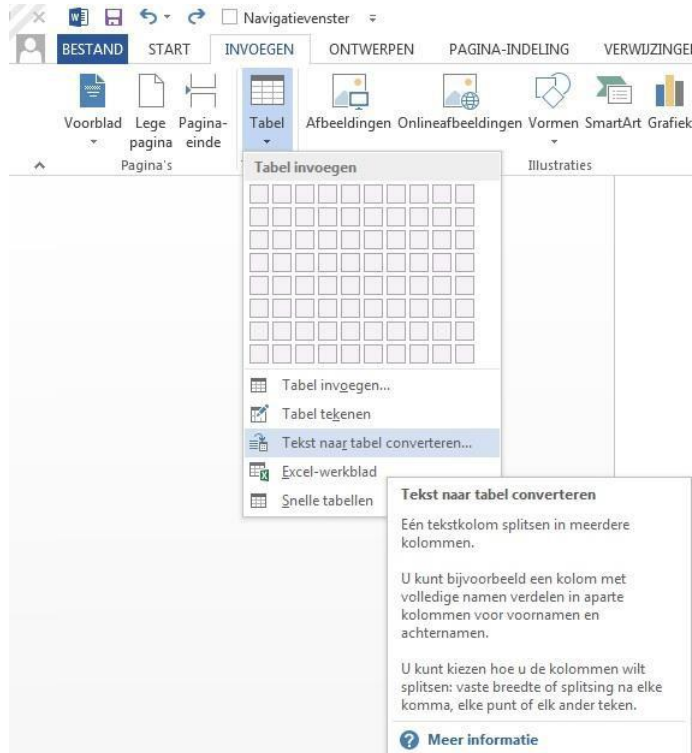 Navigatievenster
BESTAND START INVOEGEN ONTWERPEN PAGINA-INDELING VERWIJZINGEN
Voorblad Lege pagina Pagina-einde Tabel Afbeeldingen Onlineafbeeldingen Vormen SmartArt Grafiek
Pagina's Illustraties
Tabel invoegen
Tabel invoegen...
Tabel tekenen
Tekst naar tabel converteren...
Excel-werkblad
Snelle tabellen
Tekst naar tabel converteren
Eén tekstkolom splitsen in meerdere
kolommen.
U kunt bijvoorbeeld een kolom met
volledige namen verdelen in aparte
kolommen voor voornamen en
achternamen.
U kunt kiezen hoe u de kolommen wilt
splitsen: vaste breedte of splitsing na elke
komma, elke punt of elk ander teken.
Meer informatie